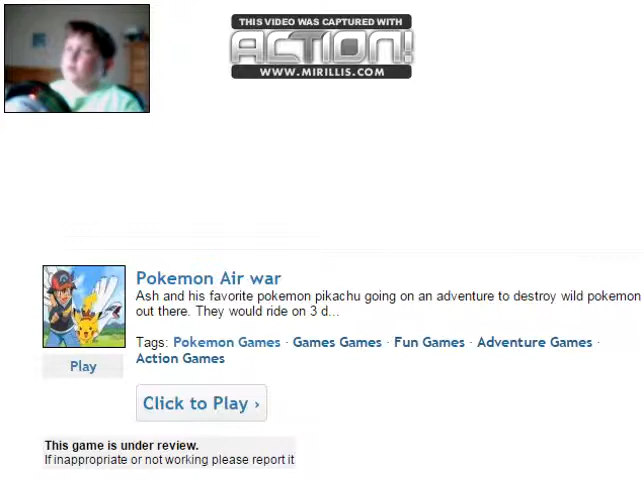 THIS VIDEO WAS CAPTURED WITH
ACTION!
WWW.MIRILLIS.COM
Pokemon Air war
Ash and his favorite pokemon pikachu going on an adventure to destroy wild pokemon
out there. They would ride on 3 d...
Tags: Pokemon Games · Games Games · Fun Games · Adventure Games ·
Action Games
Play
Click to Play ›
This game is under review.
If inappropriate or not working please report it